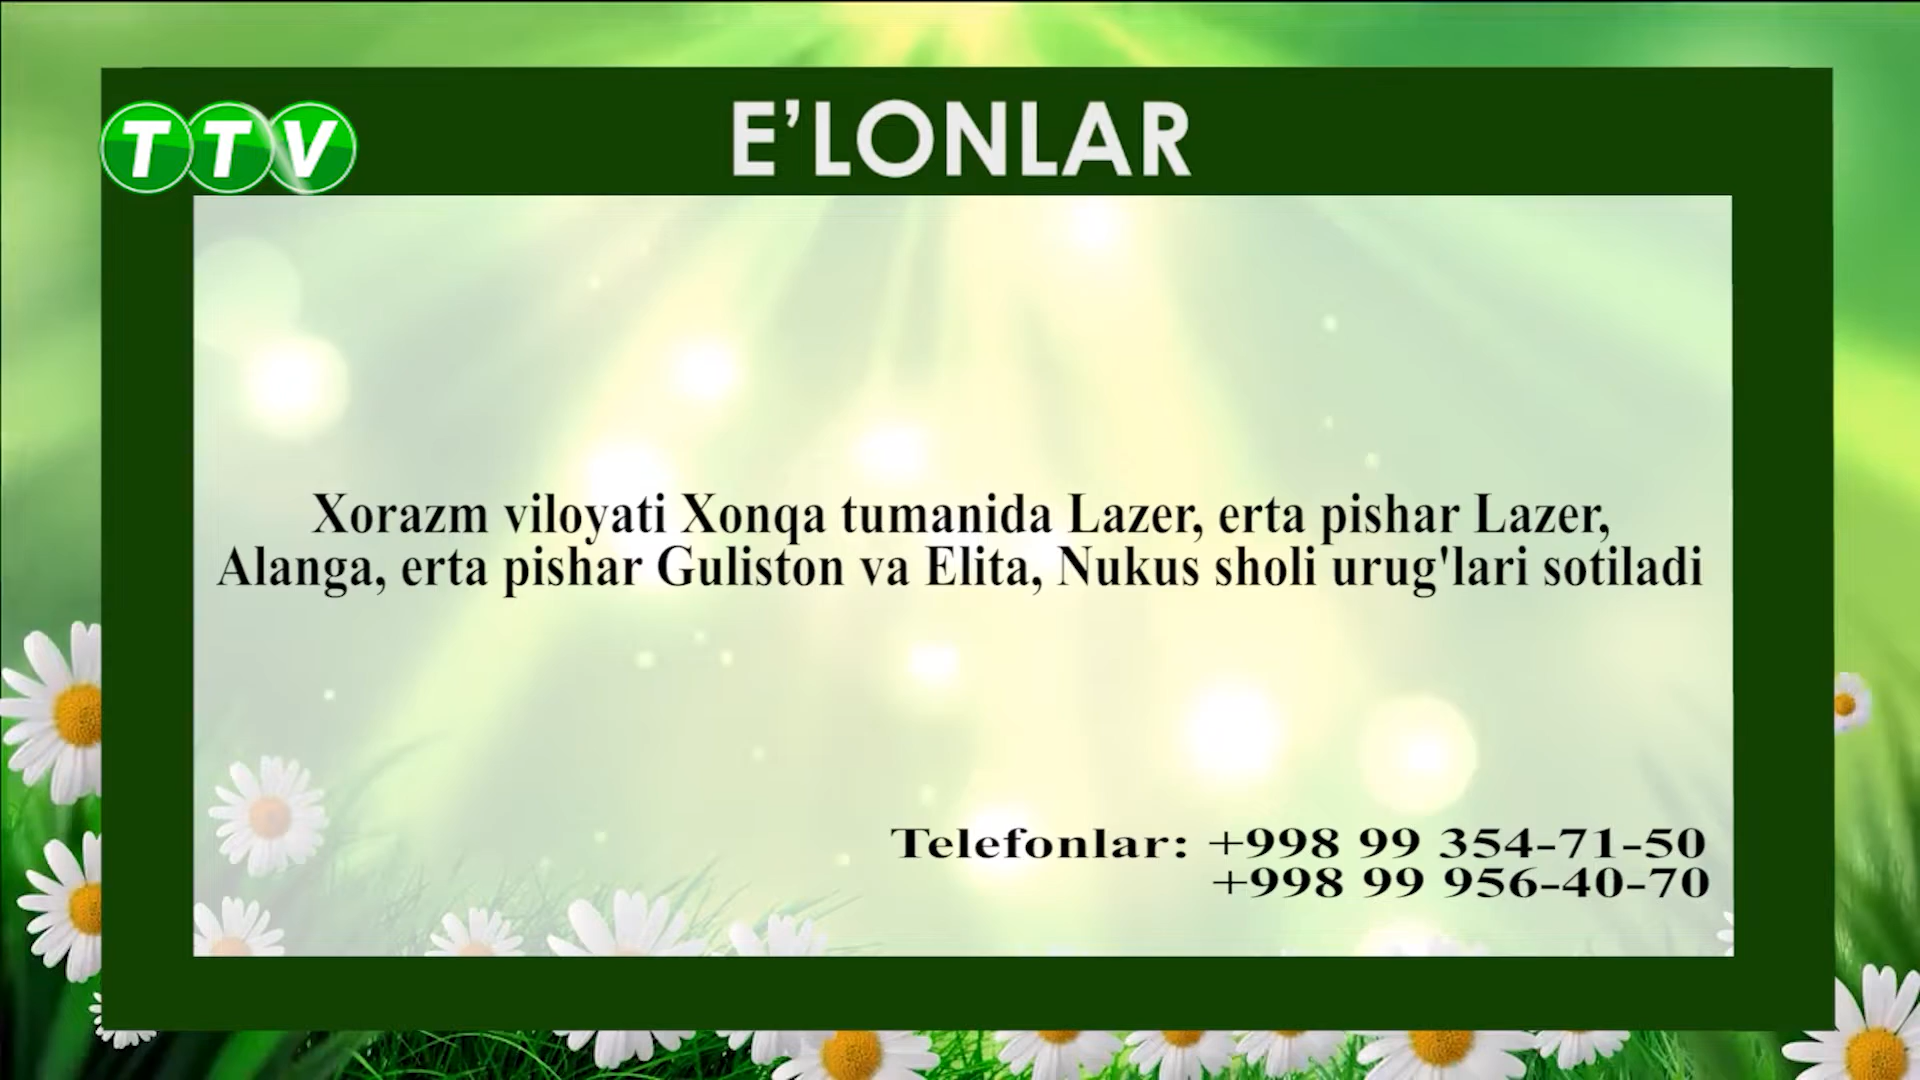 TTV
E’LONLAR
Xorazm viloyati Xonqa tumanida Lazer, erta pishar Lazer,
Alanga, erta pishar Guliston va Elita, Nukus sholi urug'lari sotiladi
Telefonlar: +998 99 354-71-50
+998 99 956-40-70